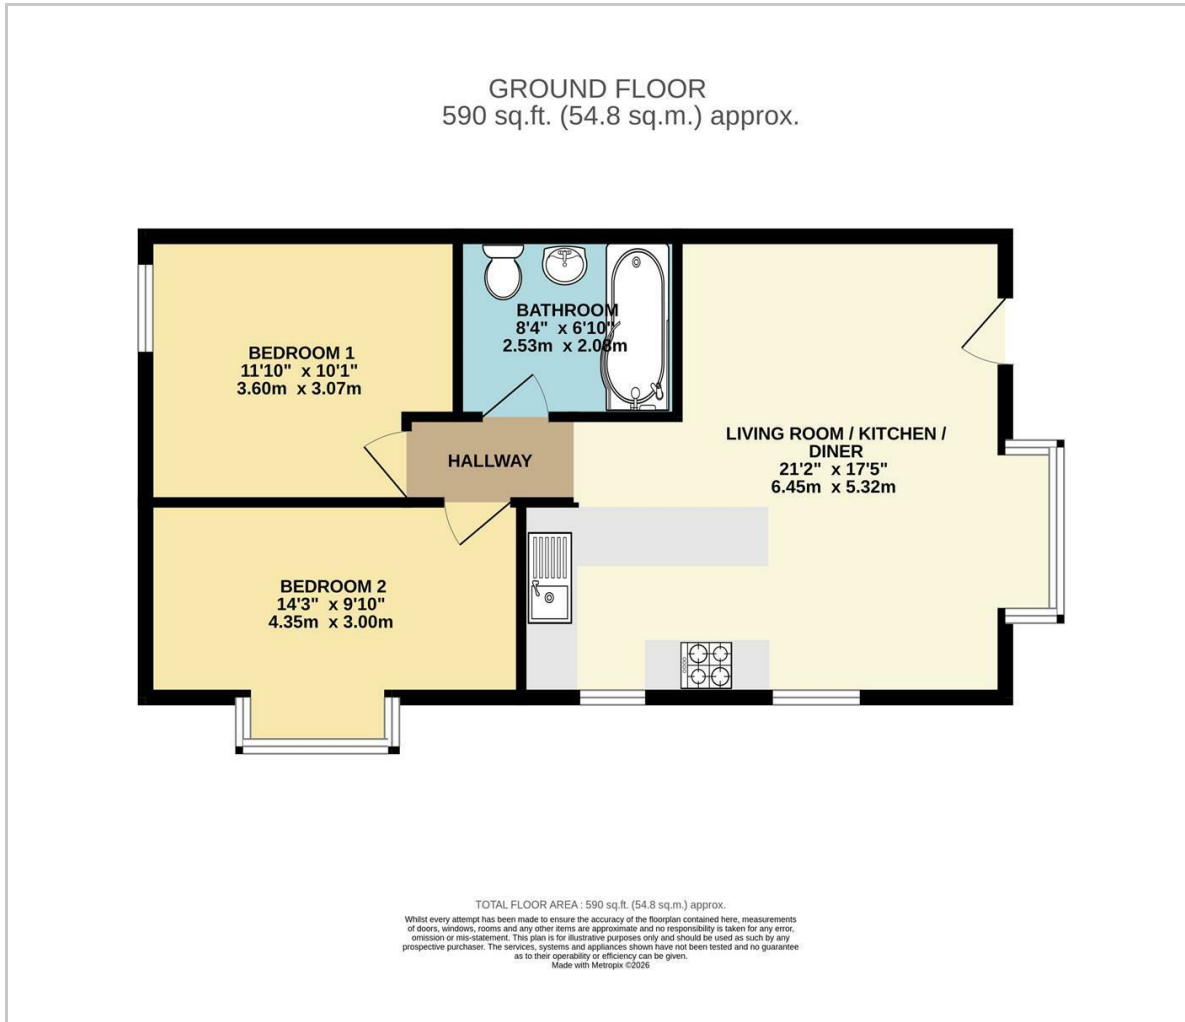 GROUND FLOOR
590 sq.ft. (54.8 sq.m.) approx.
BATHROOM
8'4" x 6'10"
2.53m x 2.08m
BEDROOM 1
11'10" x 10'1"
3.60m x 3.07m
LIVING ROOM / KITCHEN /
DINER
21'2" x 17'5"
6.45m x 5.32m
HALLWAY
BEDROOM 2
14'3" x 9'10"
4.35m x 3.00m
TOTAL FLOOR AREA : 590 sq.ft. (54.8 sq.m.) approx.
Whilst every attempt has been made to ensure the accuracy of the floorplan contained here, measurements
of doors, windows, rooms and any other items are approximate and no responsibility is taken for any error,
omission or mis-statement. This plan is for illustrative purposes only and should be used as such by any
prospective purchaser. The services, systems and appliances shown have not been tested and no guarantee
as to their operability or efficiency can be given.
Made with Metropix ©2026